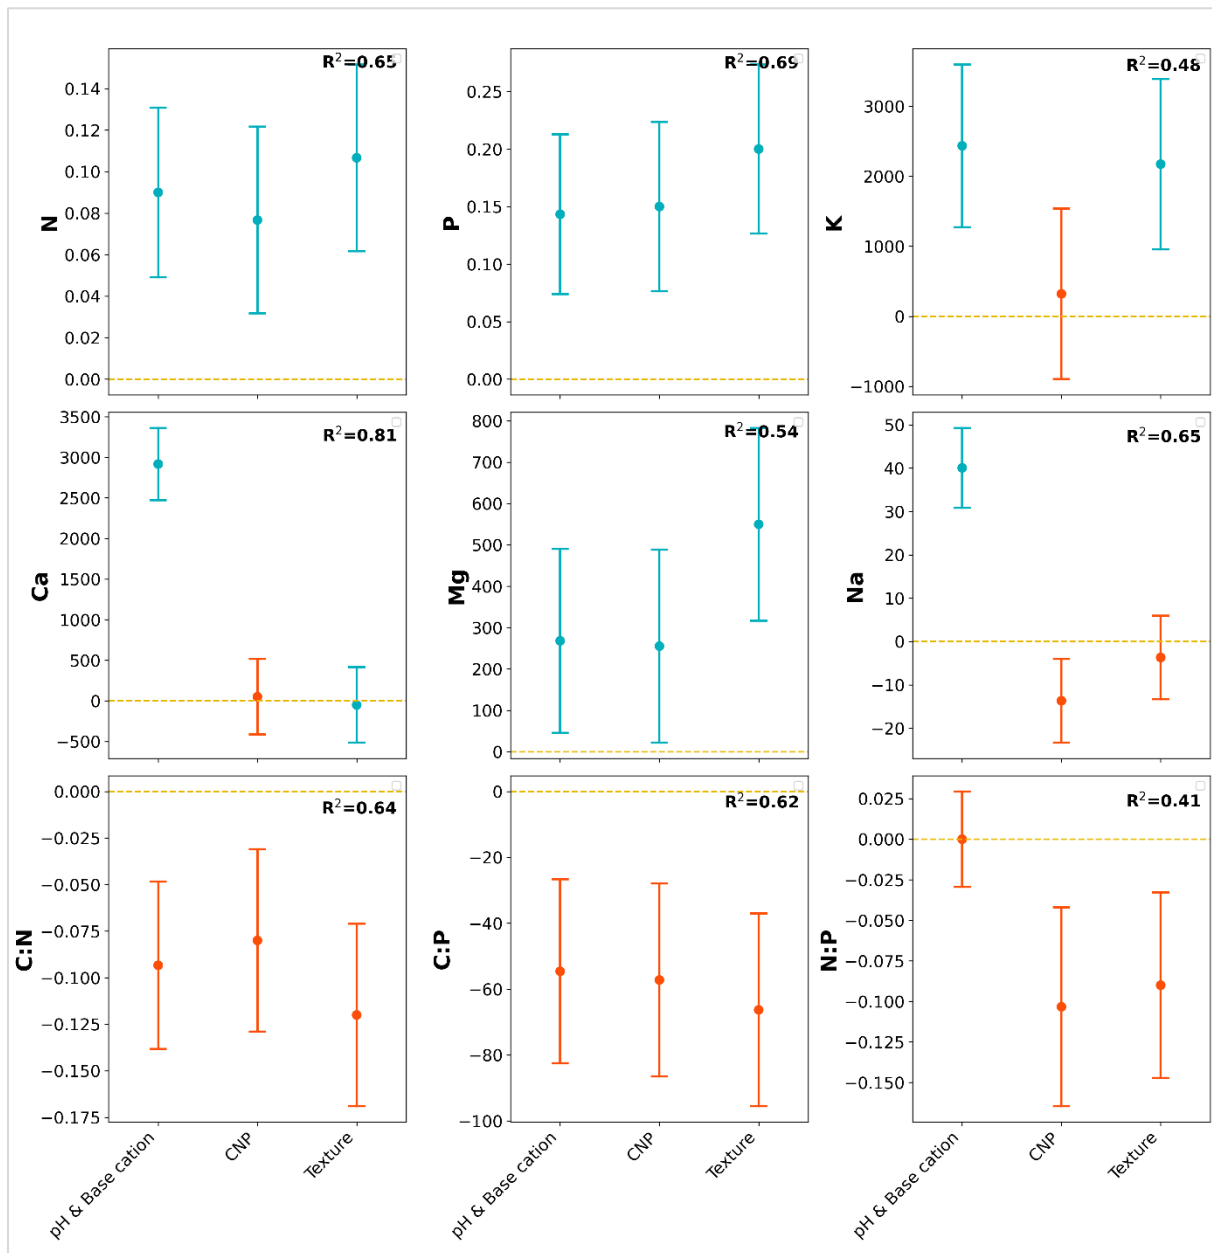 R²=0.65
0.14
0.12
0.10
0.08
0.06
0.04
0.02
0.00
N
R²=0.69
0.25
0.20
0.15
0.10
0.05
0.00
P
R²=0.48
3000
2000
1000
0
−1000
K
R²=0.81
3500
3000
2500
2000
1500
1000
500
0
−500
Ca
R²=0.54
800
700
600
500
400
300
200
100
0
Mg
R²=0.65
50
40
30
20
10
0
−10
−20
Na
R²=0.64
0.000
−0.025
−0.050
−0.075
−0.100
−0.125
−0.150
−0.175
C:N
pH & Base cation
CNP
Texture
R²=0.62
0
−20
−40
−60
−80
−100
C:P
pH & Base cation
CNP
Texture
R²=0.41
0.025
0.000
−0.025
−0.050
−0.075
−0.100
−0.125
−0.150
N:P
pH & Base cation
CNP
Texture